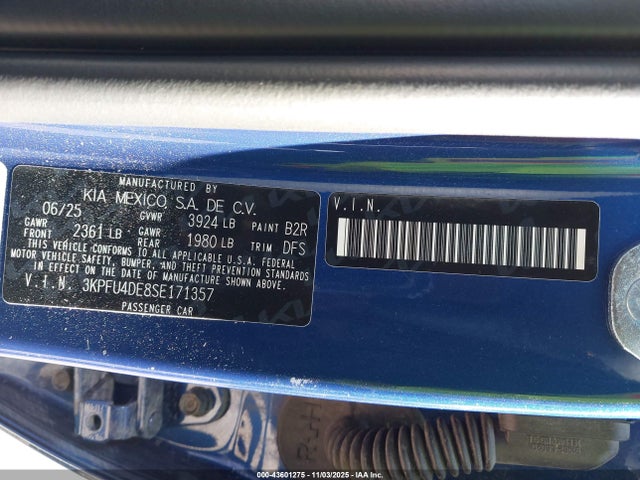 MANUFACTURED BY
KIA MEXICO, S.A. DE C.V.
06/25 GVWR 3924 LB PAINT B2R
GAWR FRONT 2361 LB GAWR REAR 1980 LB TRIM DFS
THIS VEHICLE CONFORMS TO ALL APPLICABLE U.S.A. FEDERAL
MOTOR VEHICLE SAFETY, BUMPER, AND THEFT PREVENTION STANDARDS
IN EFFECT ON THE DATE OF MANUFACTURE SHOWN ABOVE.
V.I.N. 3KPFU4DE8SE171357
PASSENGER CAR
V.I.N.
R.H
000-43601275 - 11/03/2025 - IAAI.COM